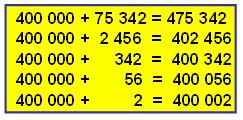 400 000 + 75 342 = 475 342
400 000 + 2 456 = 402 456
400 000 + 342 = 400 342
400 000 + 56 = 400 056
400 000 + 2 = 400 002